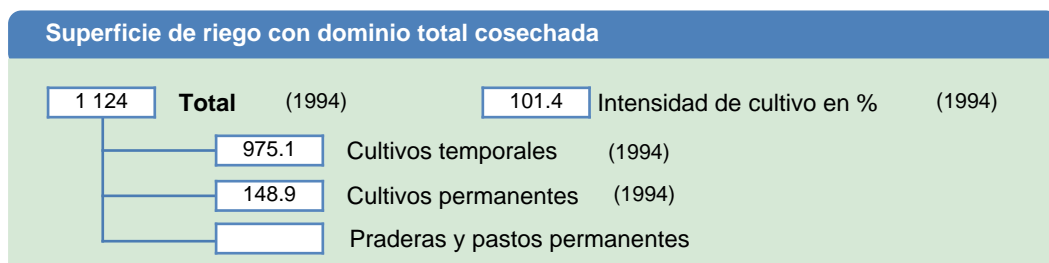 Superficie de riego con dominio total cosechada
1 124 Total (1994) 101.4 Intensidad de cultivo en % (1994)
975.1 Cultivos temporales (1994)
148.9 Cultivos permanentes (1994)
Praderas y pastos permanentes